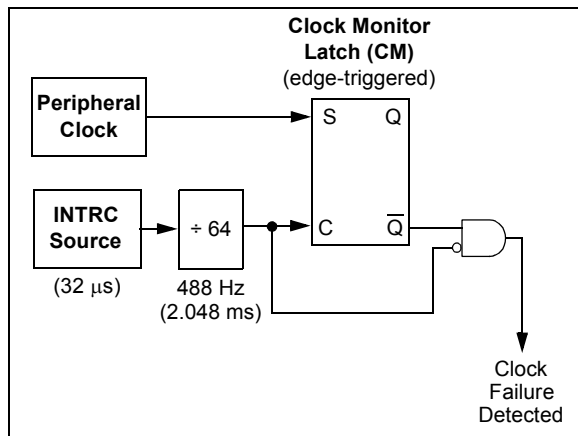 Clock Monitor
Latch (CM)
(edge-triggered)
Peripheral
Clock
S
Q
INTRC
Source
÷ 64
C
Q
(32 μs)
488 Hz
(2.048 ms)
Clock
Failure
Detected